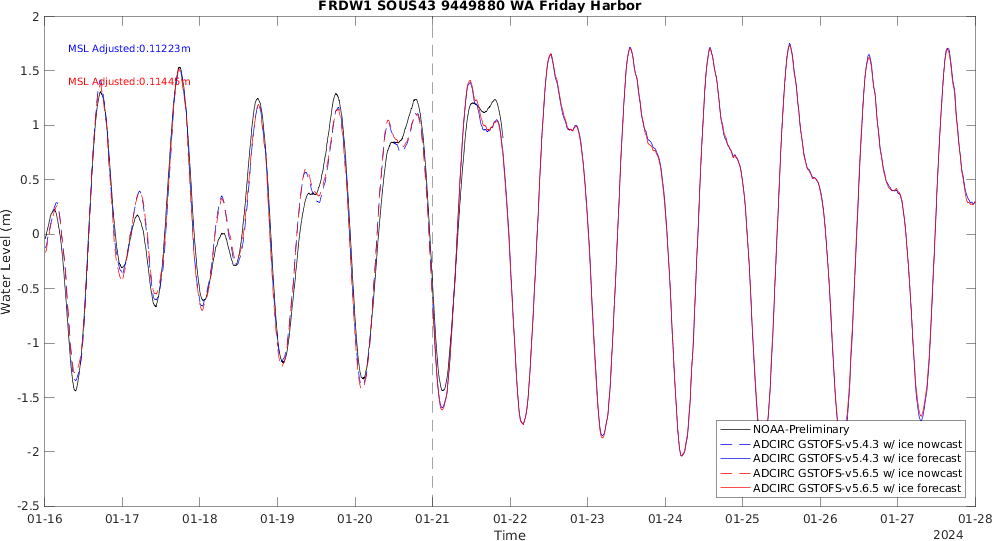 FRDW1 SOUS43 9449880 WA Friday Harbor
MSL Adjusted:0.11223m
MSL Adjusted:0.11445m
Water Level (m)
2
1.5
1
0.5
0
-0.5
-1
-1.5
-2
-2.5
NOAA-Preliminary
ADCIRC GSTOFS-v5.4.3 w/ ice nowcast
ADCIRC GSTOFS-v5.4.3 w/ ice forecast
ADCIRC GSTOFS-v5.6.5 w/ ice nowcast
ADCIRC GSTOFS-v5.6.5 w/ ice forecast
01-16 01-17 01-18 01-19 01-20 01-21 01-22 01-23 01-24 01-25 01-26 01-27 01-28
Time
2024